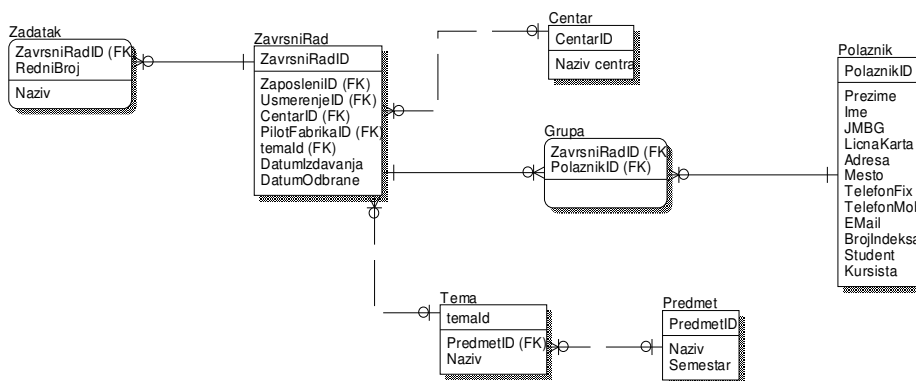 Zadatak
ZavrsniRadID (FK)
RedniBroj
Naziv
ZavrsniRad
ZavrsniRadID
ZaposleniID (FK)
UsmerenjeID (FK)
CentarID (FK)
PilotFabrikaID (FK)
temaId (FK)
DatumIzdavanja
DatumOdbrane
Centar
CentarID
Naziv centra
Grupa
ZavrsniRadID (FK)
PolaznikID (FK)
Polaznik
PolaznikID
Prezime
Ime
JMBG
LicnaKarta
Adresa
Mesto
TelefonFix
TelefonMob
EMail
BrojIndeksa
Student
Kursista
Tema
temaId
PredmetID (FK)
Naziv
Predmet
PredmetID
Naziv
Semestar